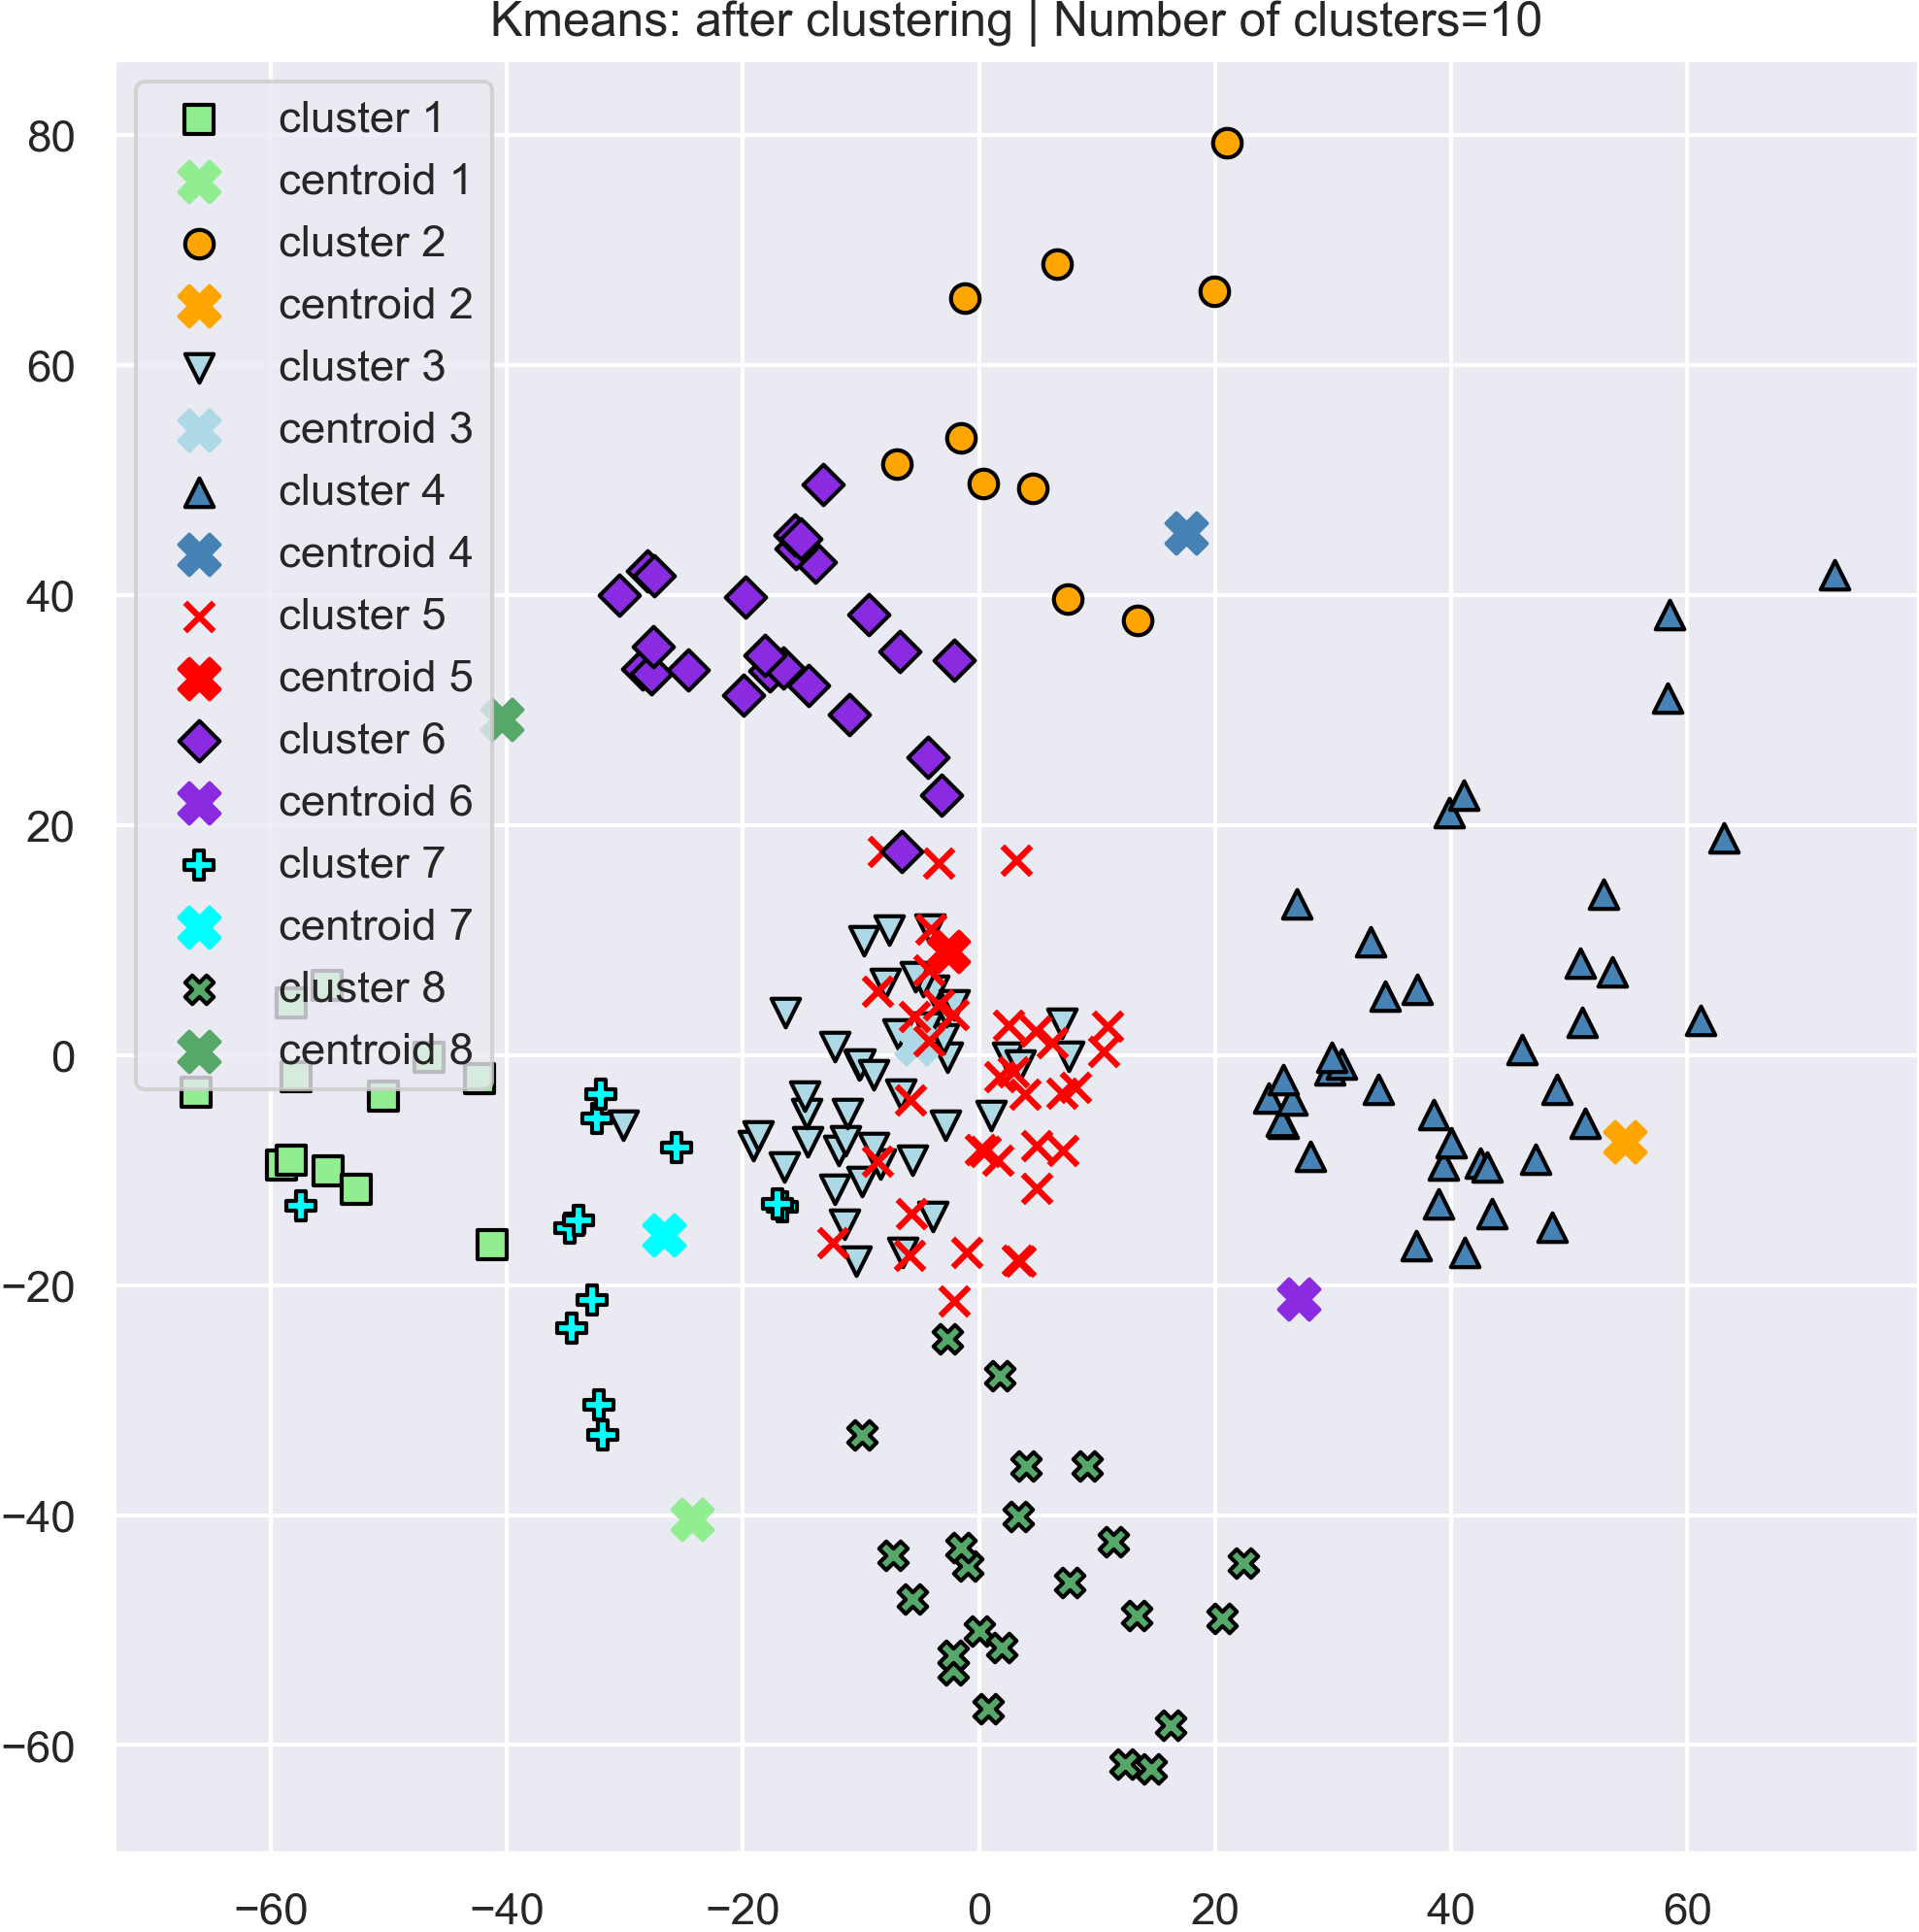 Kmeans: after clustering | Number of clusters=10
cluster 1
centroid 1
cluster 2
centroid 2
cluster 3
centroid 3
cluster 4
centroid 4
cluster 5
centroid 5
cluster 6
centroid 6
cluster 7
centroid 7
cluster 8
centroid 8
80
60
40
20
0
−20
−40
−60
−60 −40 −20 0 20 40 60